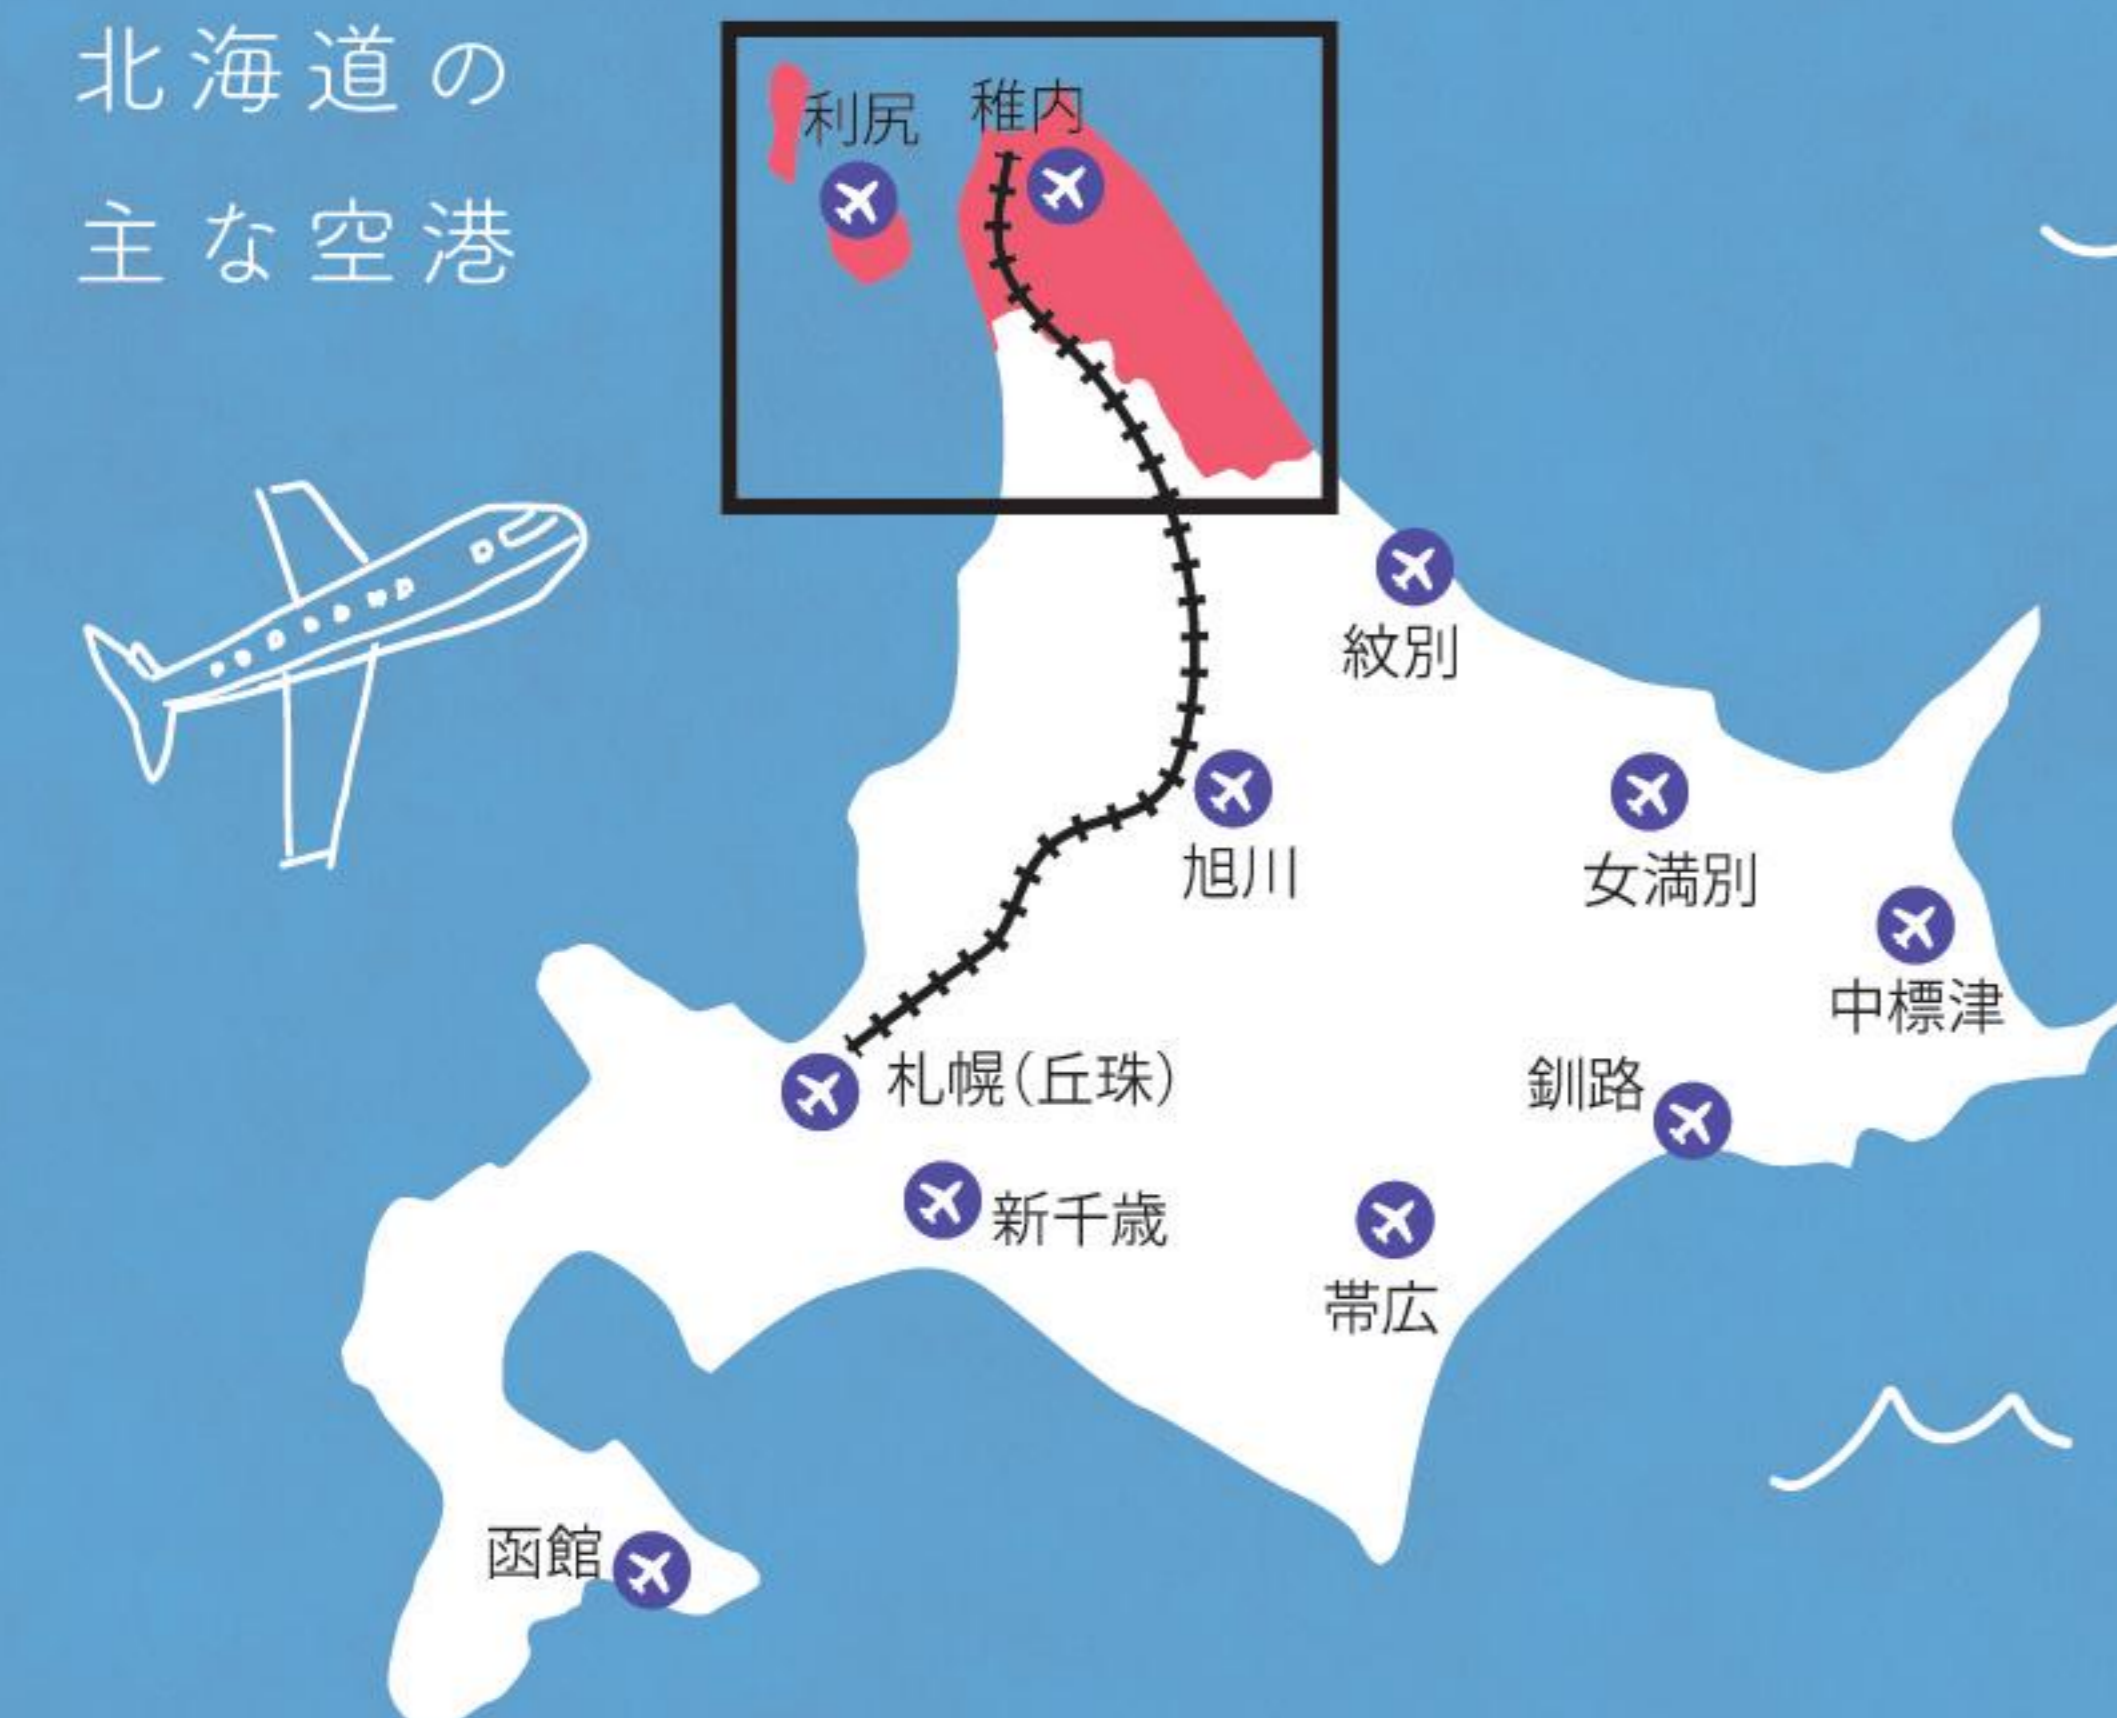 北海道の
主な空港
利尻
稚内
紋別
旭川
女満別
中標津
釧路
札幌(丘珠)
新千歳
帯広
函館